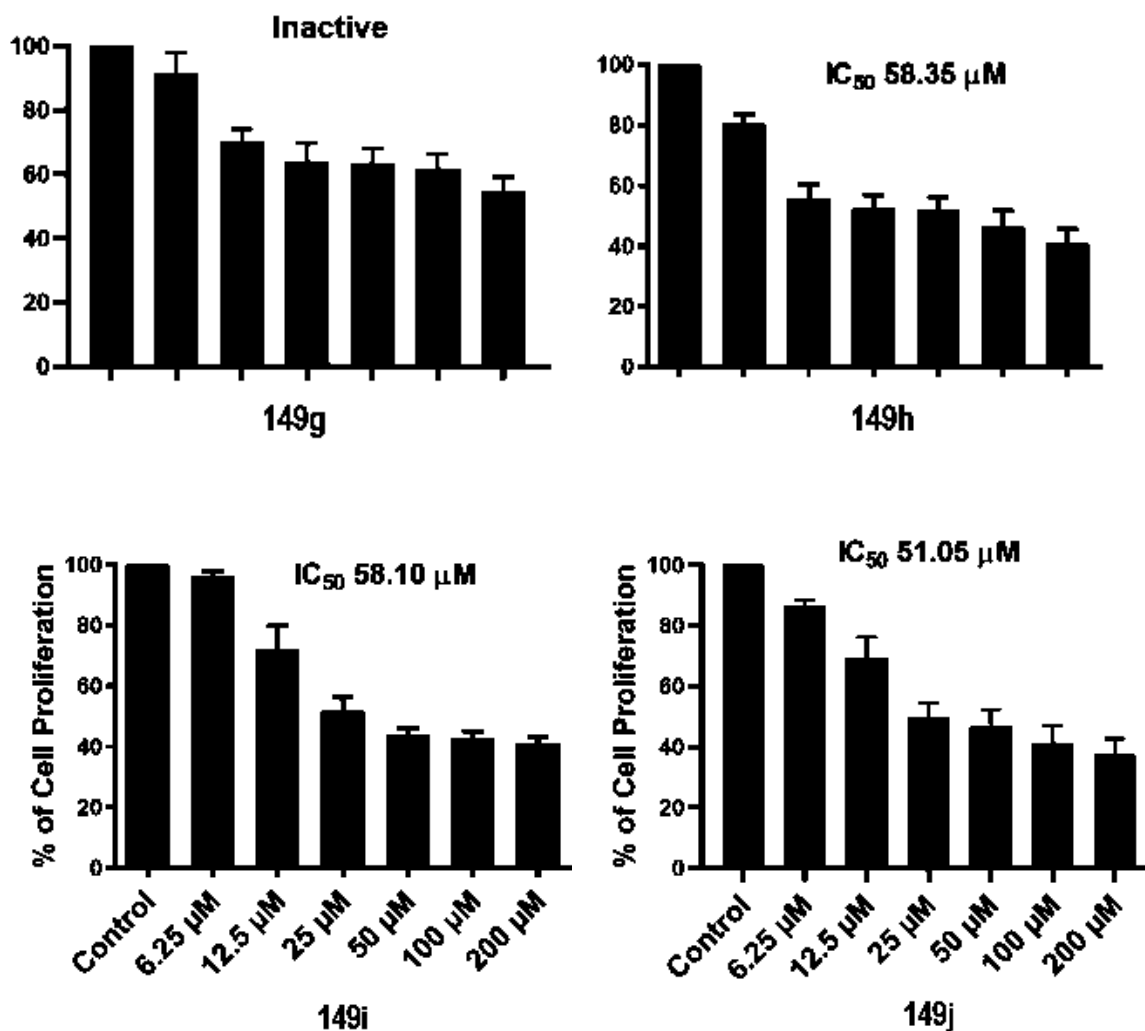 Inactive
100
80
60
40
20
0
149g
IC50 58.35 μM
100
80
60
40
20
0
149h
% of Cell Proliferation
IC50 58.10 μM
100
80
60
40
20
0
Control
6.25 μM
12.5 μM
25 μM
50 μM
100 μM
200 μM
149i
% of Cell Proliferation
IC50 51.05 μM
100
80
60
40
20
0
Control
6.25 μM
12.5 μM
25 μM
50 μM
100 μM
200 μM
149j